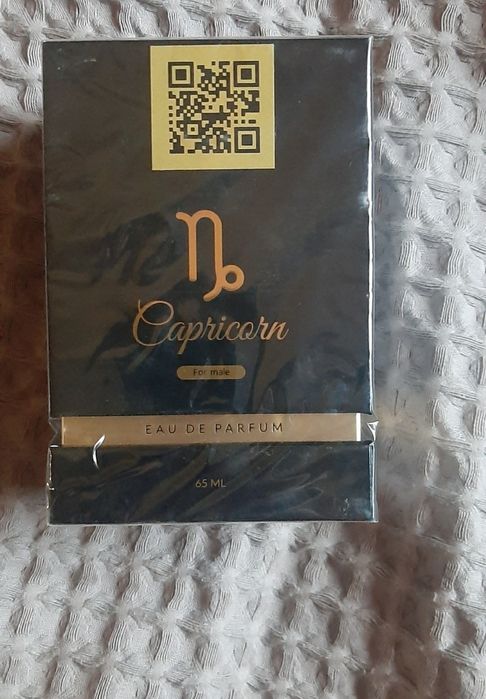 Capricorn
For male
EAU DE PARFUM
65 ML